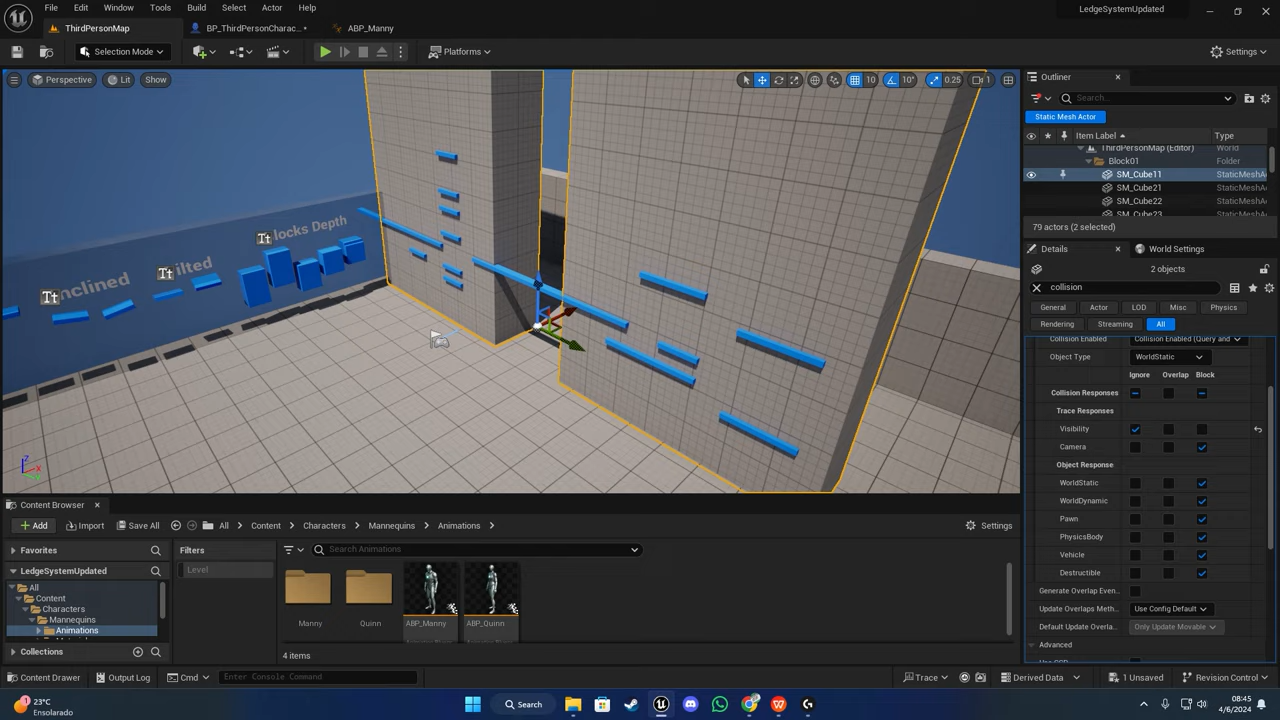 File Edit Window Tools Build Select Actor Help
LedgeSystemUpdated
ThirdPersonMap
BP_ThirdPersonCharac...
ABP_Manny
Selection Mode
Platforms
Settings
Perspective
Lit
Show
10
10°
0.25
1
nclined
Tt
Tt
ilted
Tt
locks Depth
Outliner
Search...
Static Mesh Actor
Item Label
Type
ThirdPersonMap (Editor)
World
Block01
Folder
SM_Cube11
StaticMeshA
SM_Cube21
StaticMeshA
SM_Cube22
StaticMeshA
SM_Cube23
StaticMeshA
79 actors (2 selected)
Details
World Settings
2 objects
collision
General
Actor
LOD
Misc
Physics
Rendering
Streaming
All
Collision Enabled
Collision Enabled (Query and
Object Type
WorldStatic
Ignore
Overlap
Block
Collision Responses
Trace Responses
Visibility
Camera
Object Response
WorldStatic
WorldDynamic
Pawn
PhysicsBody
Vehicle
Destructible
Generate Overlap Even...
Update Overlaps Meth...
Use Config Default
Default Update Overla...
Only Update Movable
Advanced
Content Browser
Add
Import
Save All
All
Content
Characters
Mannequins
Animations
Settings
Favorites
Filters
Search Animations
LedgeSystemUpdated
Level
All
Content
Characters
Mannequins
Animations
Collections
Manny
Quinn
ABP_Manny
ABP_Quinn
4 items
Content Drawer
Output Log
Cmd
Enter Console Command
Trace
Derived Data
1 Unsaved
Revision Control
23°C
Ensolarado
Search
08:45
4/6/2024